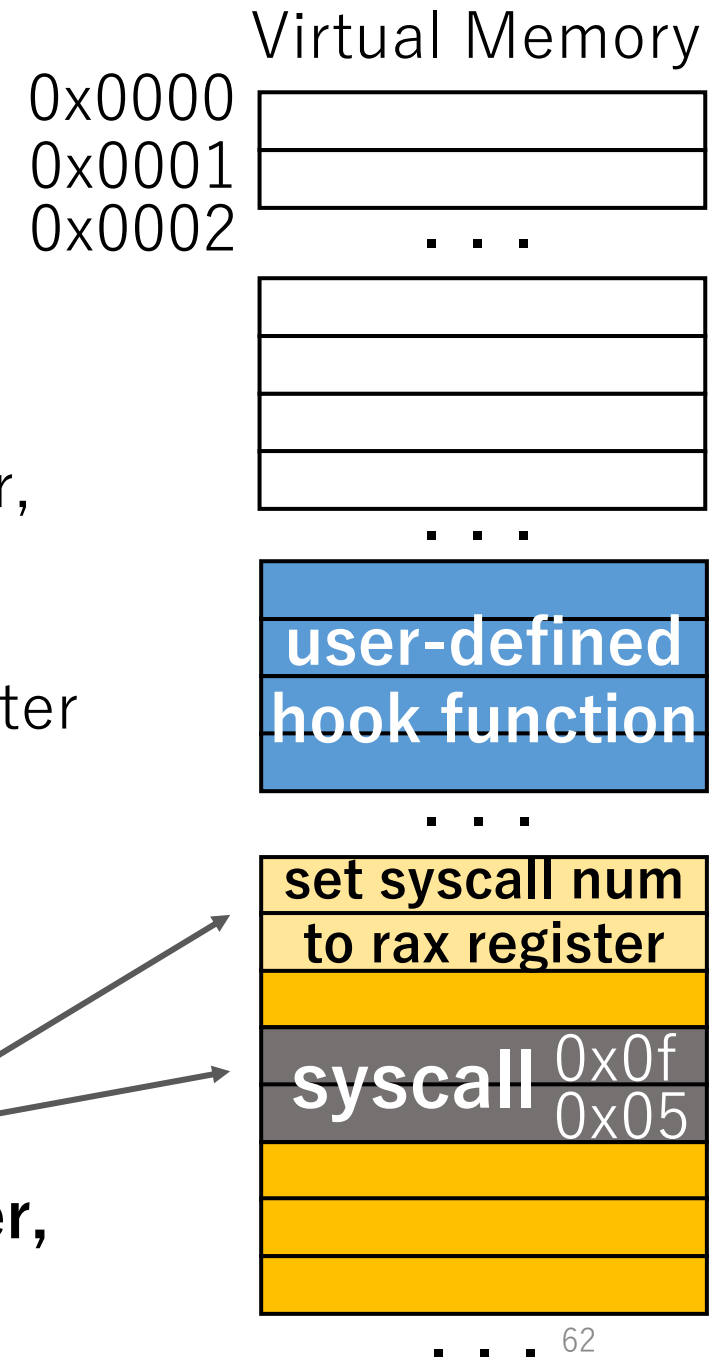 Virtual Memory
0x0000
0x0001
0x0002
. . .
r,
. . .
user-defined
ter
hook function
. . .
set syscall num
to rax register
syscall 0x0f
0x05
er,
. . .
62